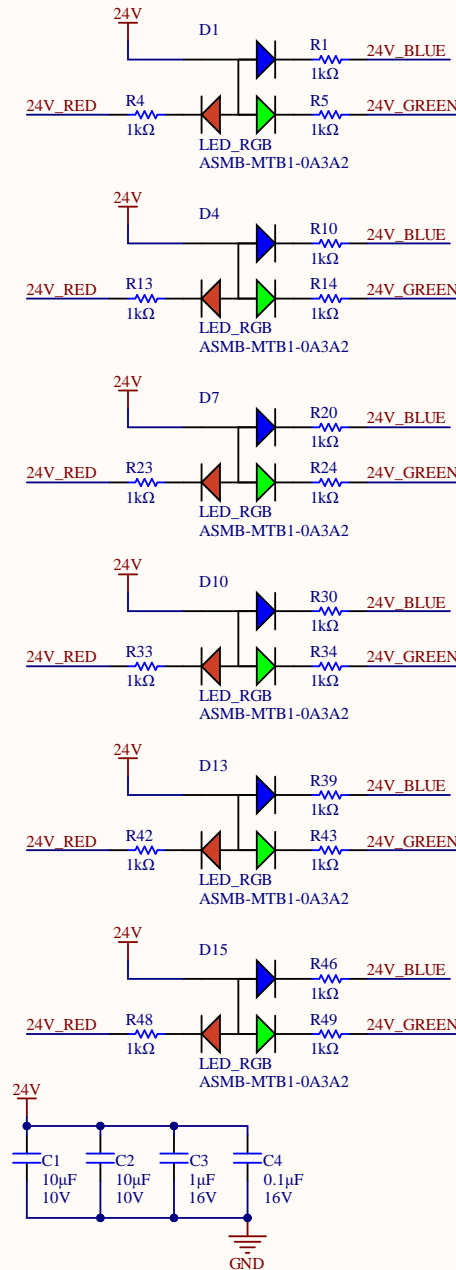 24V
D1
R1
24V_BLUE
1kΩ
24V_RED
R4
R5
24V_GREEN
1kΩ
1kΩ
LED_RGB
ASMB-MTB1-0A3A2
24V
D4
R10
24V_BLUE
1kΩ
24V_RED
R13
R14
24V_GREEN
1kΩ
1kΩ
LED_RGB
ASMB-MTB1-0A3A2
24V
D7
R20
24V_BLUE
1kΩ
24V_RED
R23
R24
24V_GREEN
1kΩ
1kΩ
LED_RGB
ASMB-MTB1-0A3A2
24V
D10
R30
24V_BLUE
1kΩ
24V_RED
R33
R34
24V_GREEN
1kΩ
1kΩ
LED_RGB
ASMB-MTB1-0A3A2
24V
D13
R39
24V_BLUE
1kΩ
24V_RED
R42
R43
24V_GREEN
1kΩ
1kΩ
LED_RGB
ASMB-MTB1-0A3A2
24V
D15
R46
24V_BLUE
1kΩ
24V_RED
R48
R49
24V_GREEN
1kΩ
1kΩ
LED_RGB
ASMB-MTB1-0A3A2
24V
C1
10µF
10V
C2
10µF
10V
C3
1µF
16V
C4
0.1µF
16V
GND